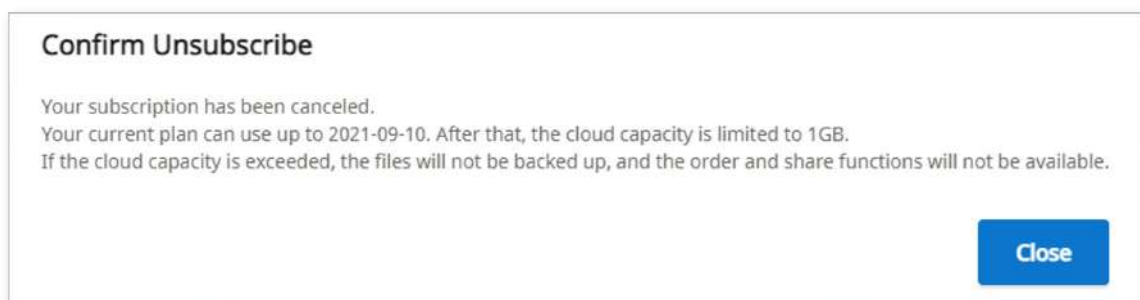 Confirm Unsubscribe
Your subscription has been canceled.
Your current plan can use up to 2021-09-10. After that, the cloud capacity is limited to 1GB.
If the cloud capacity is exceeded, the files will not be backed up, and the order and share functions will not be available.
Close